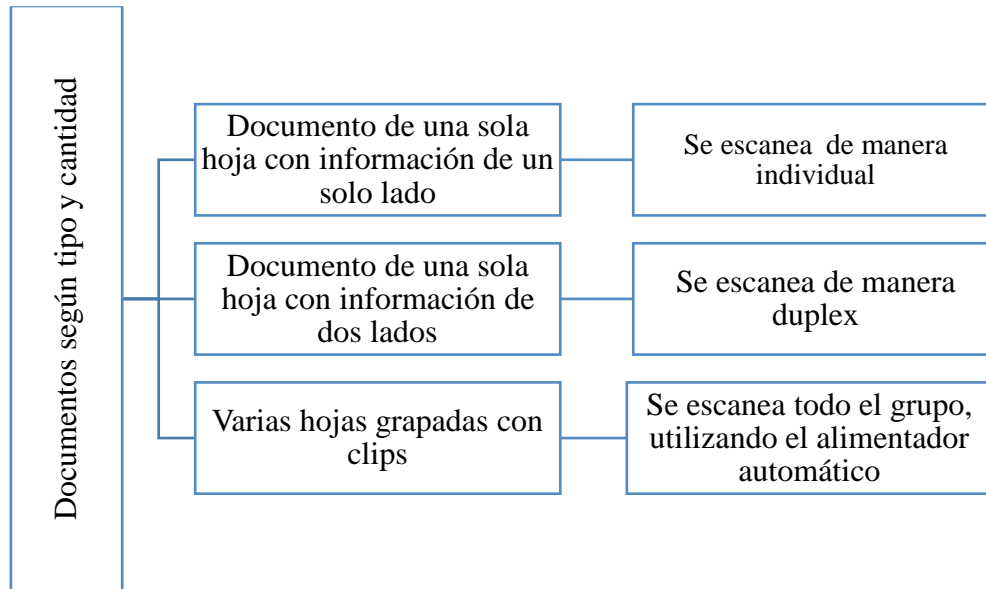 Documentos según tipo y cantidad
Documento de una sola
hoja con información de un
solo lado
Se escanea  de manera
individual
Documento de una sola
hoja con información de
dos lados
Se escanea de manera
duplex
Varias hojas grapadas con
clips
Se escanea todo el grupo,
utilizando el alimentador
automático